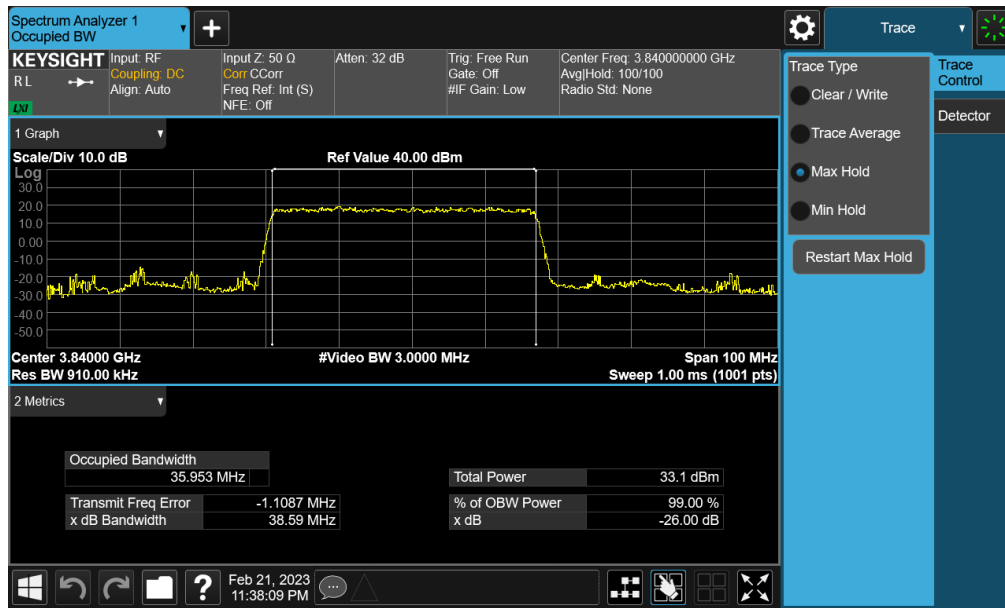 Spectrum Analyzer 1
Occupied BW
Trace
KEYSIGHT
R L
LXI
Input: RF
Coupling: DC
Align: Auto
Input Z: 50 Ω
Corr CCorr
Freq Ref: Int (S)
NFE: Off
Atten: 32 dB
Trig: Free Run
Gate: Off
#IF Gain: Low
Center Freq: 3.840000000 GHz
Avg|Hold: 100/100
Radio Std: None
Trace Type
Clear / Write
Trace Average
Max Hold
Min Hold
Restart Max Hold
Trace
Control
Detector
1 Graph
Scale/Div 10.0 dB
Ref Value 40.00 dBm
Log
30.0
20.0
10.0
0.00
-10.0
-20.0
-30.0
-40.0
-50.0
Center 3.84000 GHz
#Video BW 3.0000 MHz
Span 100 MHz
Res BW 910.00 kHz
Sweep 1.00 ms (1001 pts)
2 Metrics
Occupied Bandwidth
35.953 MHz
Total Power 33.1 dBm
Transmit Freq Error -1.1087 MHz
% of OBW Power 99.00 %
x dB Bandwidth 38.59 MHz
x dB -26.00 dB
?
Feb 21, 2023
11:38:09 PM